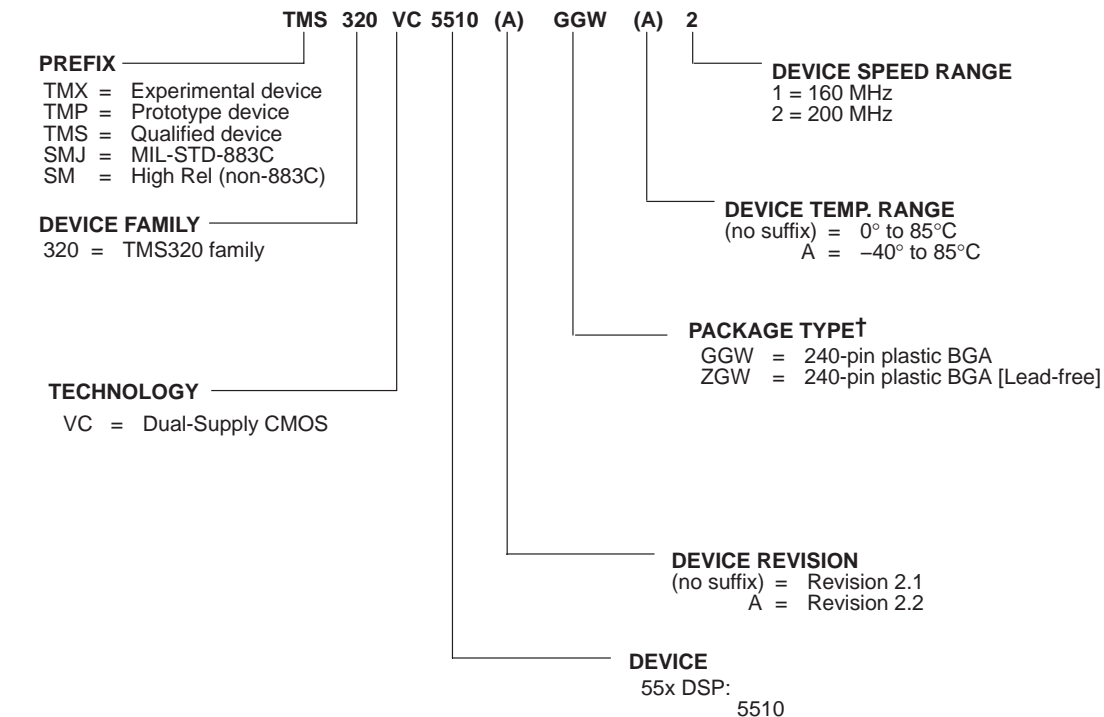 TMS 320 VC 5510 (A) GGW (A) 2
PREFIX
TMX = Experimental device
TMP = Prototype device
TMS = Qualified device
SMJ = MIL-STD-883C
SM = High Rel (non-883C)
DEVICE SPEED RANGE
1 = 160 MHz
2 = 200 MHz
DEVICE FAMILY
320 = TMS320 family
DEVICE TEMP. RANGE
(no suffix) = 0° to 85°C
A = −40° to 85°C
PACKAGE TYPE†
GGW = 240-pin plastic BGA
ZGW = 240-pin plastic BGA [Lead-free]
TECHNOLOGY
VC = Dual-Supply CMOS
DEVICE REVISION
(no suffix) = Revision 2.1
A = Revision 2.2
DEVICE
55x DSP:
5510